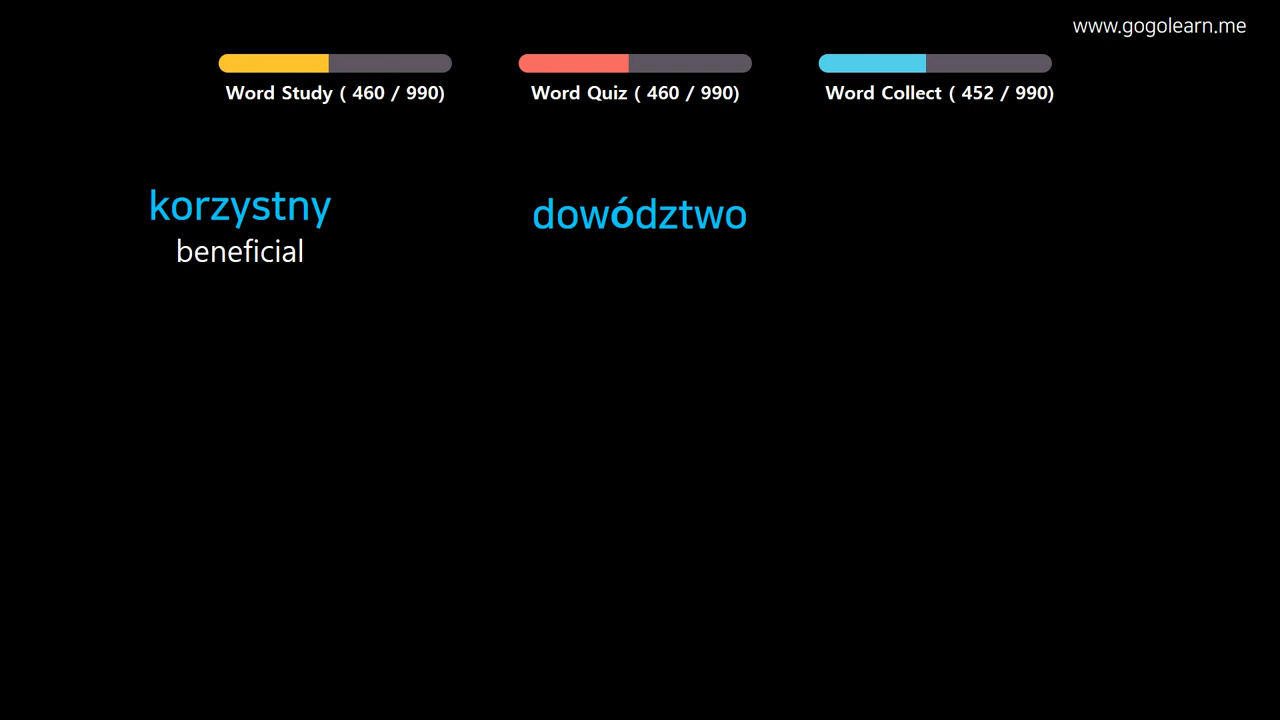 www.gogolearn.me
Word Study ( 460 / 990)
Word Quiz ( 460 / 990)
Word Collect ( 452 / 990)
korzystny
beneficial
dowództwo